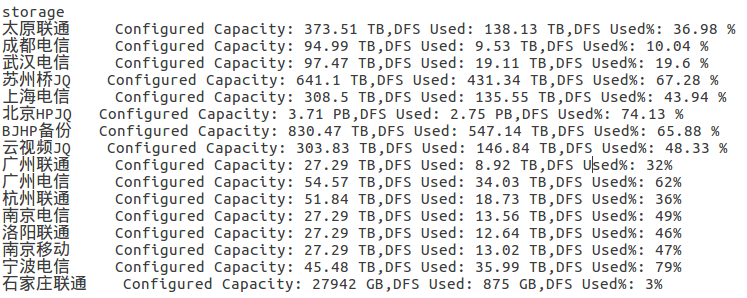 storage
太原联通 Configured Capacity: 373.51 TB,DFS Used: 138.13 TB,DFS Used%: 36.98 %
成都电信 Configured Capacity: 94.99 TB,DFS Used: 9.53 TB,DFS Used%: 10.04 %
武汉电信 Configured Capacity: 97.47 TB,DFS Used: 19.11 TB,DFS Used%: 19.6 %
苏州桥JQ Configured Capacity: 641.1 TB,DFS Used: 431.34 TB,DFS Used%: 67.28 %
上海电信 Configured Capacity: 308.5 TB,DFS Used: 135.55 TB,DFS Used%: 43.94 %
北京HPJQ Configured Capacity: 3.71 PB,DFS Used: 2.75 PB,DFS Used%: 74.13 %
BJHP备份 Configured Capacity: 830.47 TB,DFS Used: 547.14 TB,DFS Used%: 65.88 %
云视频JQ Configured Capacity: 303.83 TB,DFS Used: 146.84 TB,DFS Used%: 48.33 %
广州联通 Configured Capacity: 27.29 TB,DFS Used: 8.92 TB,DFS Used%: 32%
广州电信 Configured Capacity: 54.57 TB,DFS Used: 34.03 TB,DFS Used%: 62%
杭州联通 Configured Capacity: 51.84 TB,DFS Used: 18.73 TB,DFS Used%: 36%
南京电信 Configured Capacity: 27.29 TB,DFS Used: 13.56 TB,DFS Used%: 49%
洛阳联通 Configured Capacity: 27.29 TB,DFS Used: 12.64 TB,DFS Used%: 46%
南京移动 Configured Capacity: 27.29 TB,DFS Used: 13.02 TB,DFS Used%: 47%
宁波电信 Configured Capacity: 45.48 TB,DFS Used: 35.99 TB,DFS Used%: 79%
石家庄联通 Configured Capacity: 27942 GB,DFS Used: 875 GB,DFS Used%: 3%